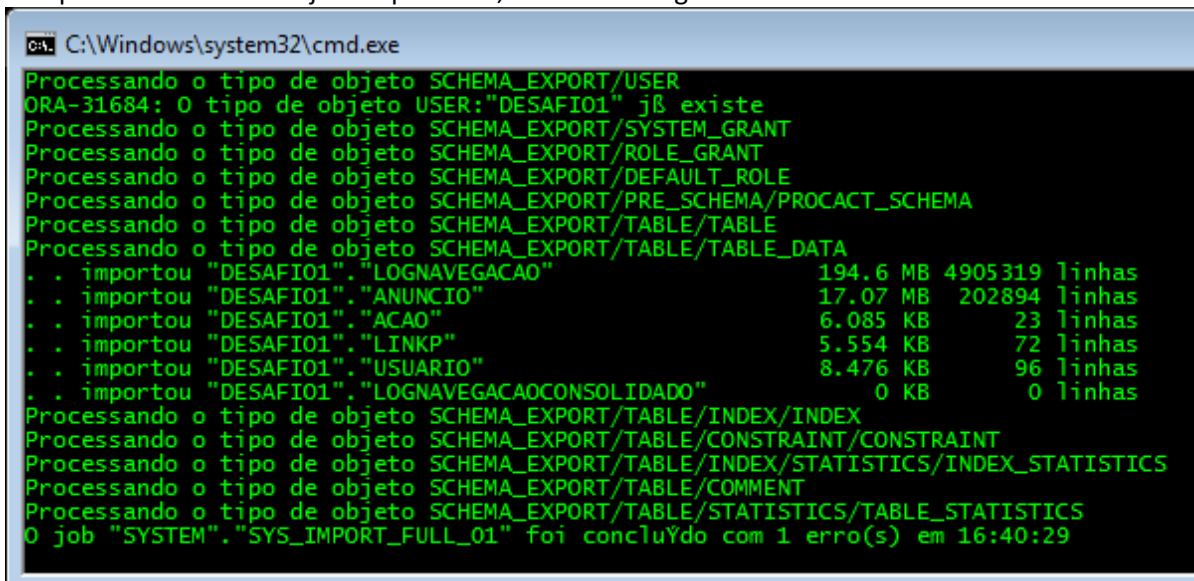 C:\Windows\system32\cmd.exe
Processando o tipo de objeto SCHEMA_EXPORT/USER
ORA-31684: O tipo de objeto USER:"DESAFIO1" jß existe
Processando o tipo de objeto SCHEMA_EXPORT/SYSTEM_GRANT
Processando o tipo de objeto SCHEMA_EXPORT/ROLE_GRANT
Processando o tipo de objeto SCHEMA_EXPORT/DEFAULT_ROLE
Processando o tipo de objeto SCHEMA_EXPORT/PRE_SCHEMA/PROCACT_SCHEMA
Processando o tipo de objeto SCHEMA_EXPORT/TABLE/TABLE
Processando o tipo de objeto SCHEMA_EXPORT/TABLE/TABLE_DATA
. . importou "DESAFIO1"."LOGNAVEGACAO" 194.6 MB 4905319 linhas
. . importou "DESAFIO1"."ANUNCIO" 17.07 MB 202894 linhas
. . importou "DESAFIO1"."ACAO" 6.085 KB 23 linhas
. . importou "DESAFIO1"."LINKP" 5.554 KB 72 linhas
. . importou "DESAFIO1"."USUARIO" 8.476 KB 96 linhas
. . importou "DESAFIO1"."LOGNAVEGACAOCONSOLIDADO" 0 KB 0 linhas
Processando o tipo de objeto SCHEMA_EXPORT/TABLE/INDEX/INDEX
Processando o tipo de objeto SCHEMA_EXPORT/TABLE/CONSTRAINT/CONSTRAINT
Processando o tipo de objeto SCHEMA_EXPORT/TABLE/INDEX/STATISTICS/INDEX_STATISTICS
Processando o tipo de objeto SCHEMA_EXPORT/TABLE/COMMENT
Processando o tipo de objeto SCHEMA_EXPORT/TABLE/STATISTICS/TABLE_STATISTICS
O job "SYSTEM"."SYS_IMPORT_FULL_01" foi concluÝdo com 1 erro(s) em 16:40:29